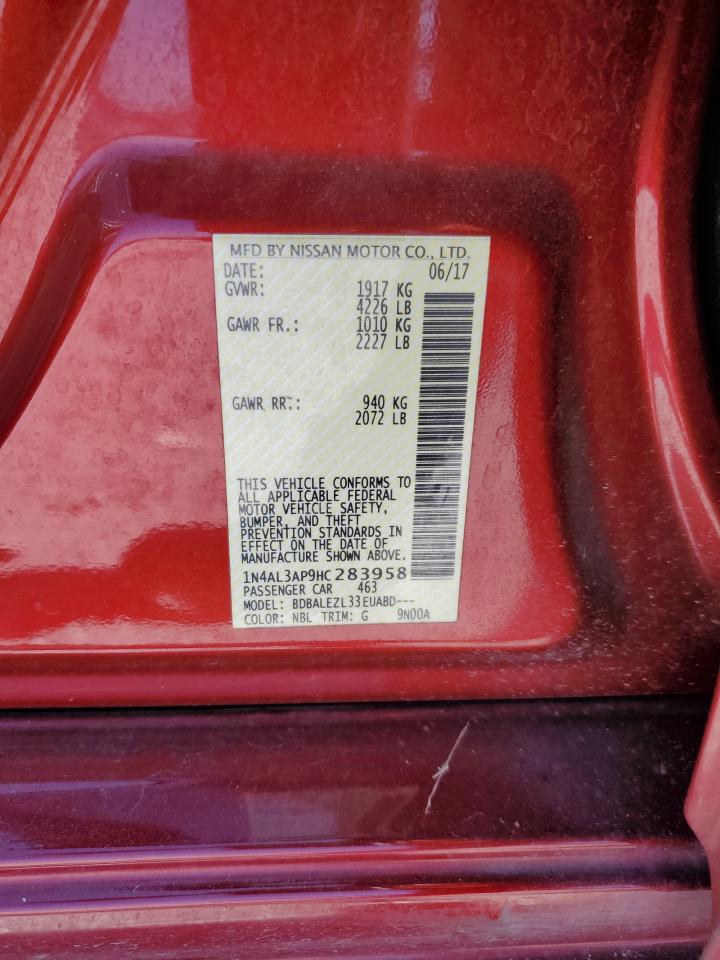 MFD BY NISSAN MOTOR CO., LTD.
DATE: 06/17
GVWR: 1917 KG
4226 LB
GAWR FR.: 1010 KG
2227 LB
GAWR RR.: 940 KG
2072 LB
THIS VEHICLE CONFORMS TO
ALL APPLICABLE FEDERAL
MOTOR VEHICLE SAFETY,
BUMPER, AND THEFT
PREVENTION STANDARDS IN
EFFECT ON THE DATE OF
MANUFACTURE SHOWN ABOVE.
1N4AL3AP9HC283958
PASSENGER CAR 463
MODEL: BDBALEZL33EUABD---
COLOR: NBL TRIM: G 9N00A